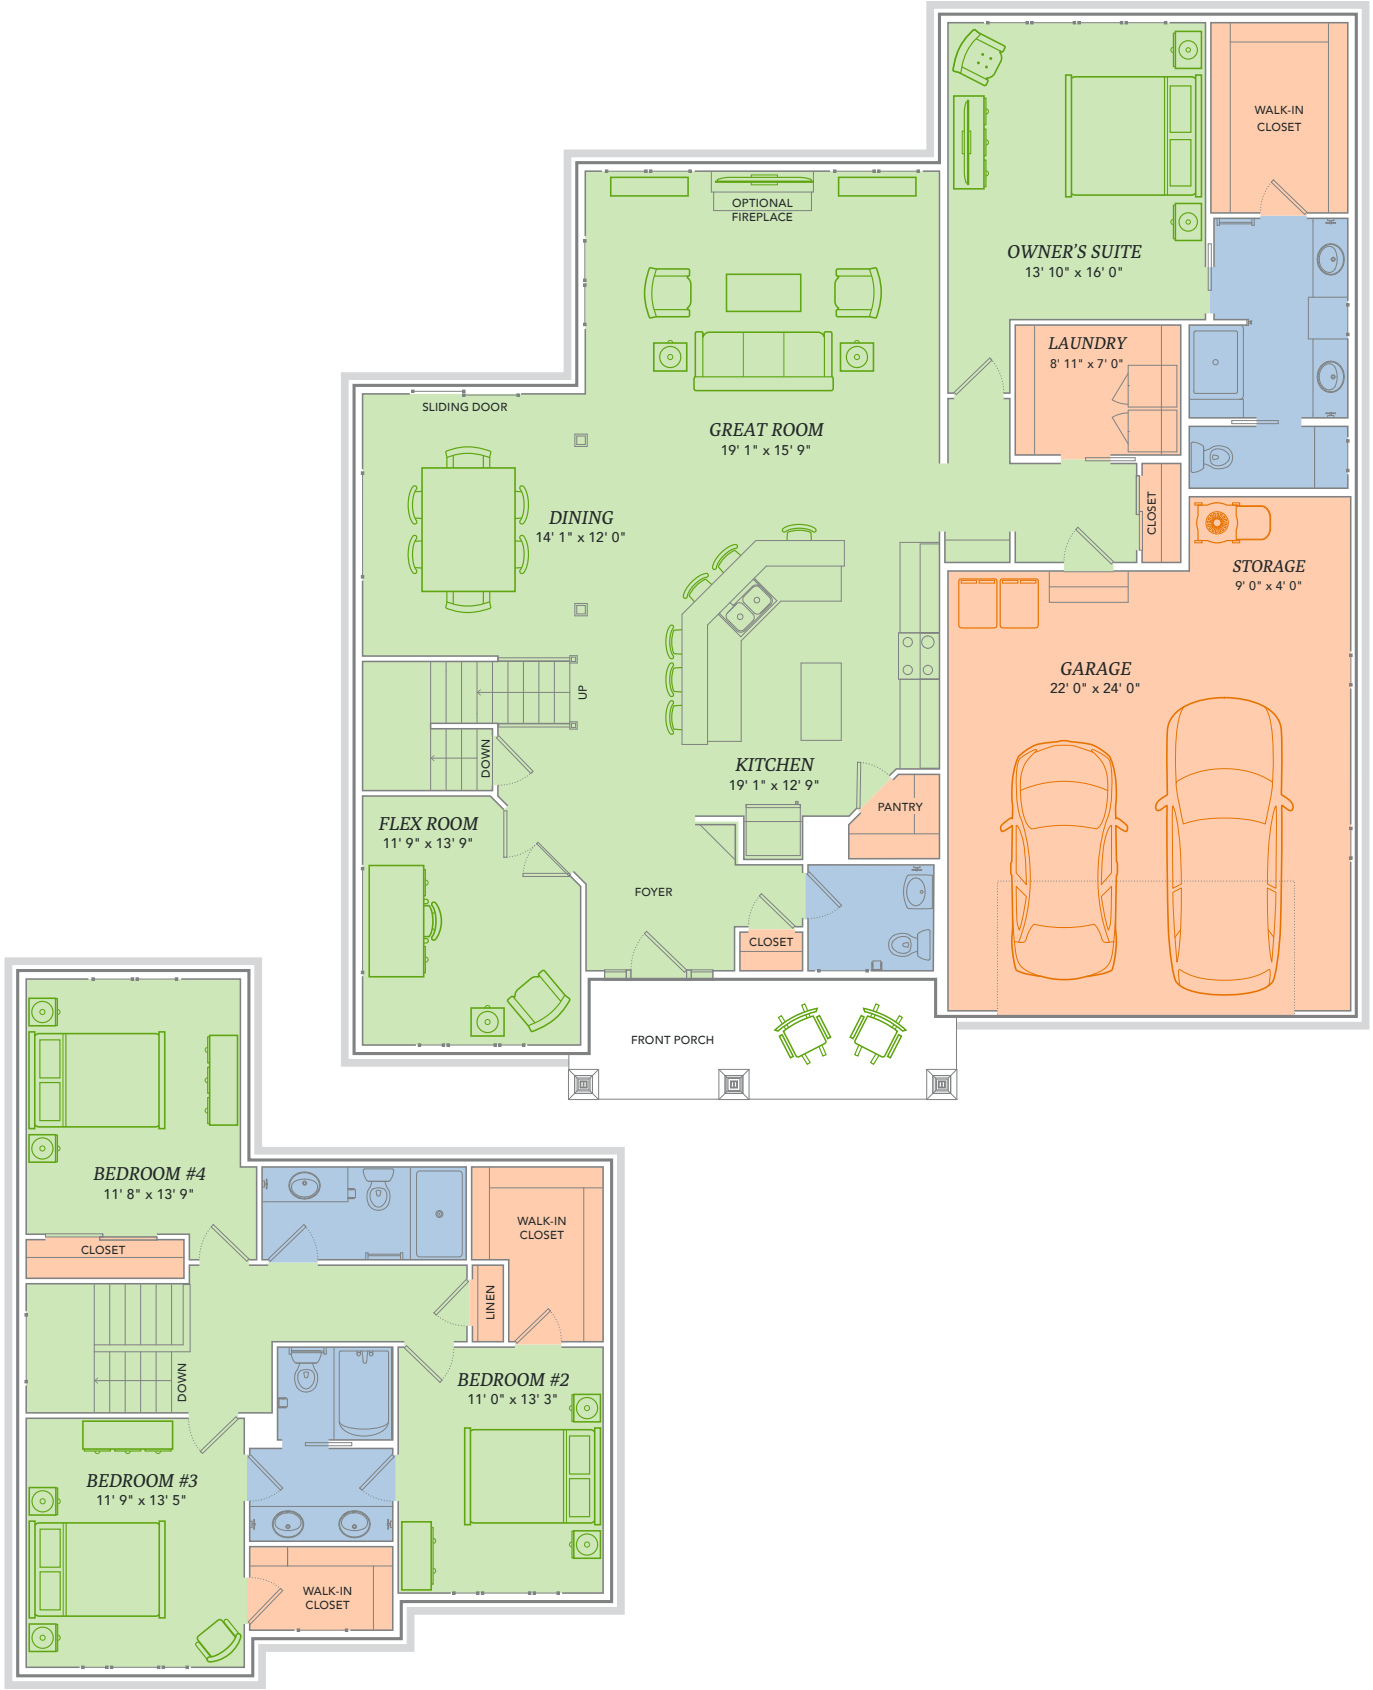 WALK-IN
CLOSET
OPTIONAL
FIREPLACE
OWNER'S SUITE
13' 10" x 16' 0"
LAUNDRY
8' 11" x 7' 0"
SLIDING DOOR
GREAT ROOM
19' 1" x 15' 9"
DINING
14' 1" x 12' 0"
CLOSET
STORAGE
9' 0" x 4' 0"
GARAGE
22' 0" x 24' 0"
UP
DOWN
KITCHEN
19' 1" x 12' 9"
PANTRY
FLEX ROOM
11' 9" x 13' 9"
FOYER
CLOSET
FRONT PORCH
BEDROOM #4
11' 8" x 13' 9"
CLOSET
WALK-IN
CLOSET
LINEN
DOWN
BEDROOM #2
11' 0" x 13' 3"
BEDROOM #3
11' 9" x 13' 5"
WALK-IN
CLOSET